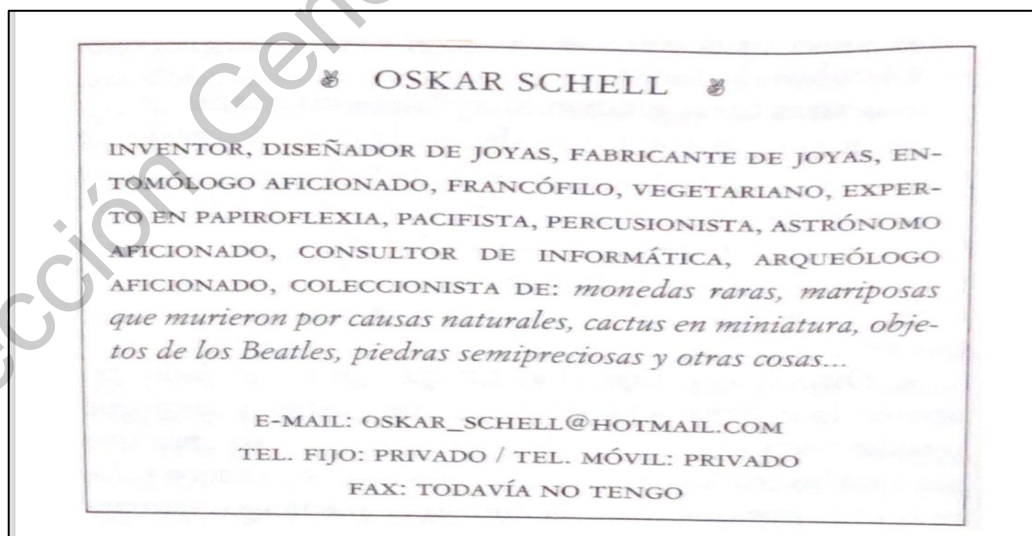 OSKAR SCHELL
INVENTOR, DISEÑADOR DE JOYAS, FABRICANTE DE JOYAS, EN-
TOMÓLOGO AFICIONADO, FRANCÓFILO, VEGETARIANO, EXPER-
TO EN PAPIROFLEXIA, PACIFISTA, PERCUSIONISTA, ASTRÓNOMO
AFICIONADO, CONSULTOR DE INFORMÁTICA, ARQUEÓLOGO
AFICIONADO, COLECCIONISTA DE: monedas raras, mariposas
que murieron por causas naturales, cactus en miniatura, obje-
tos de los Beatles, piedras semipreciosas y otras cosas...
E-MAIL: OSKAR_SCHELL@HOTMAIL.COM
TEL. FIJO: PRIVADO / TEL. MÓVIL: PRIVADO
FAX: TODAVÍA NO TENGO